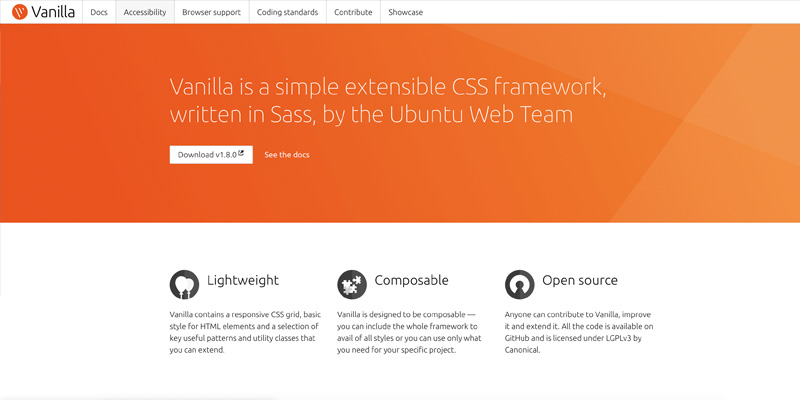 Vanilla Docs Accessibility Browser support Coding standards Contribute Showcase
Vanilla is a simple extensible CSS framework,
written in Sass, by the Ubuntu Web Team
Download v1.8.0 See the docs
Lightweight
Vanilla contains a responsive CSS grid, basic
style for HTML elements and a selection of
key useful patterns and utility classes that
you can extend.
Composable
Vanilla is designed to be composable —
you can include the whole framework to
avail of all styles or you can use only what
you need for your specific project.
Open source
Anyone can contribute to Vanilla, improve
it and extend it. All the code is available on
GitHub and is licensed under LGPLv3 by
Canonical.